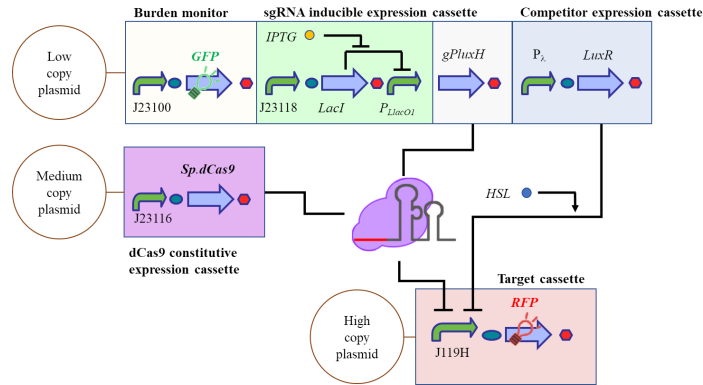 Burden monitor
sgRNA inducible expression cassette
Competitor expression cassette
Low
copy
plasmid
GFP
J23100
IPTG
J23118
LacI
PLlacO1
gPluxH
Pλ
LuxR
Medium
copy
plasmid
Sp.dCas9
J23116
dCas9 constitutive
expression cassette
HSL
Target cassette
High
copy
plasmid
RFP
J119H